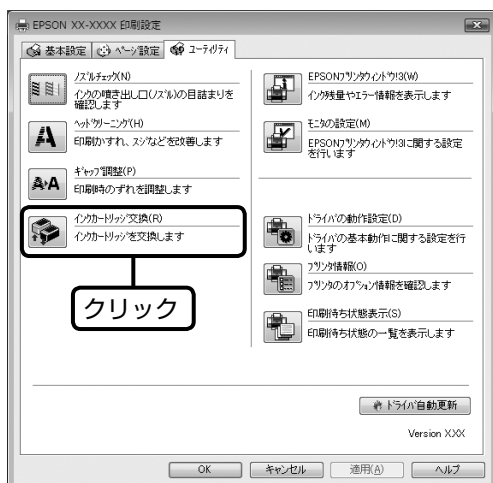 EPSON XX-XXXX 印刷設定
基本設定
ページ設定
ユーティリティ
ノズルチェック(N)
インクの噴き出し口(ノズル)の目詰まりを
確認します
ヘッドクリーニング(H)
印刷かすれ、スジなどを改善します
ギャップ調整(P)
印刷時のずれを調整します
インクカートリッジ交換(R)
インクカートリッジを交換します
クリック
EPSONプリンタウィンドウ!3(W)
インク残量やエラー情報を表示します
モニタの設定(M)
EPSONプリンタウィンドウ!3に関する設定
を行います
ドライバの動作設定(D)
ドライバの基本動作に関する設定を行
います
プリンタ情報(O)
プリンタのオプション情報を確認します
印刷待ち状態表示(S)
印刷待ち状態の一覧を表示します
ドライバ自動更新
Version X.XX
OK
キャンセル
適用(A)
ヘルプ